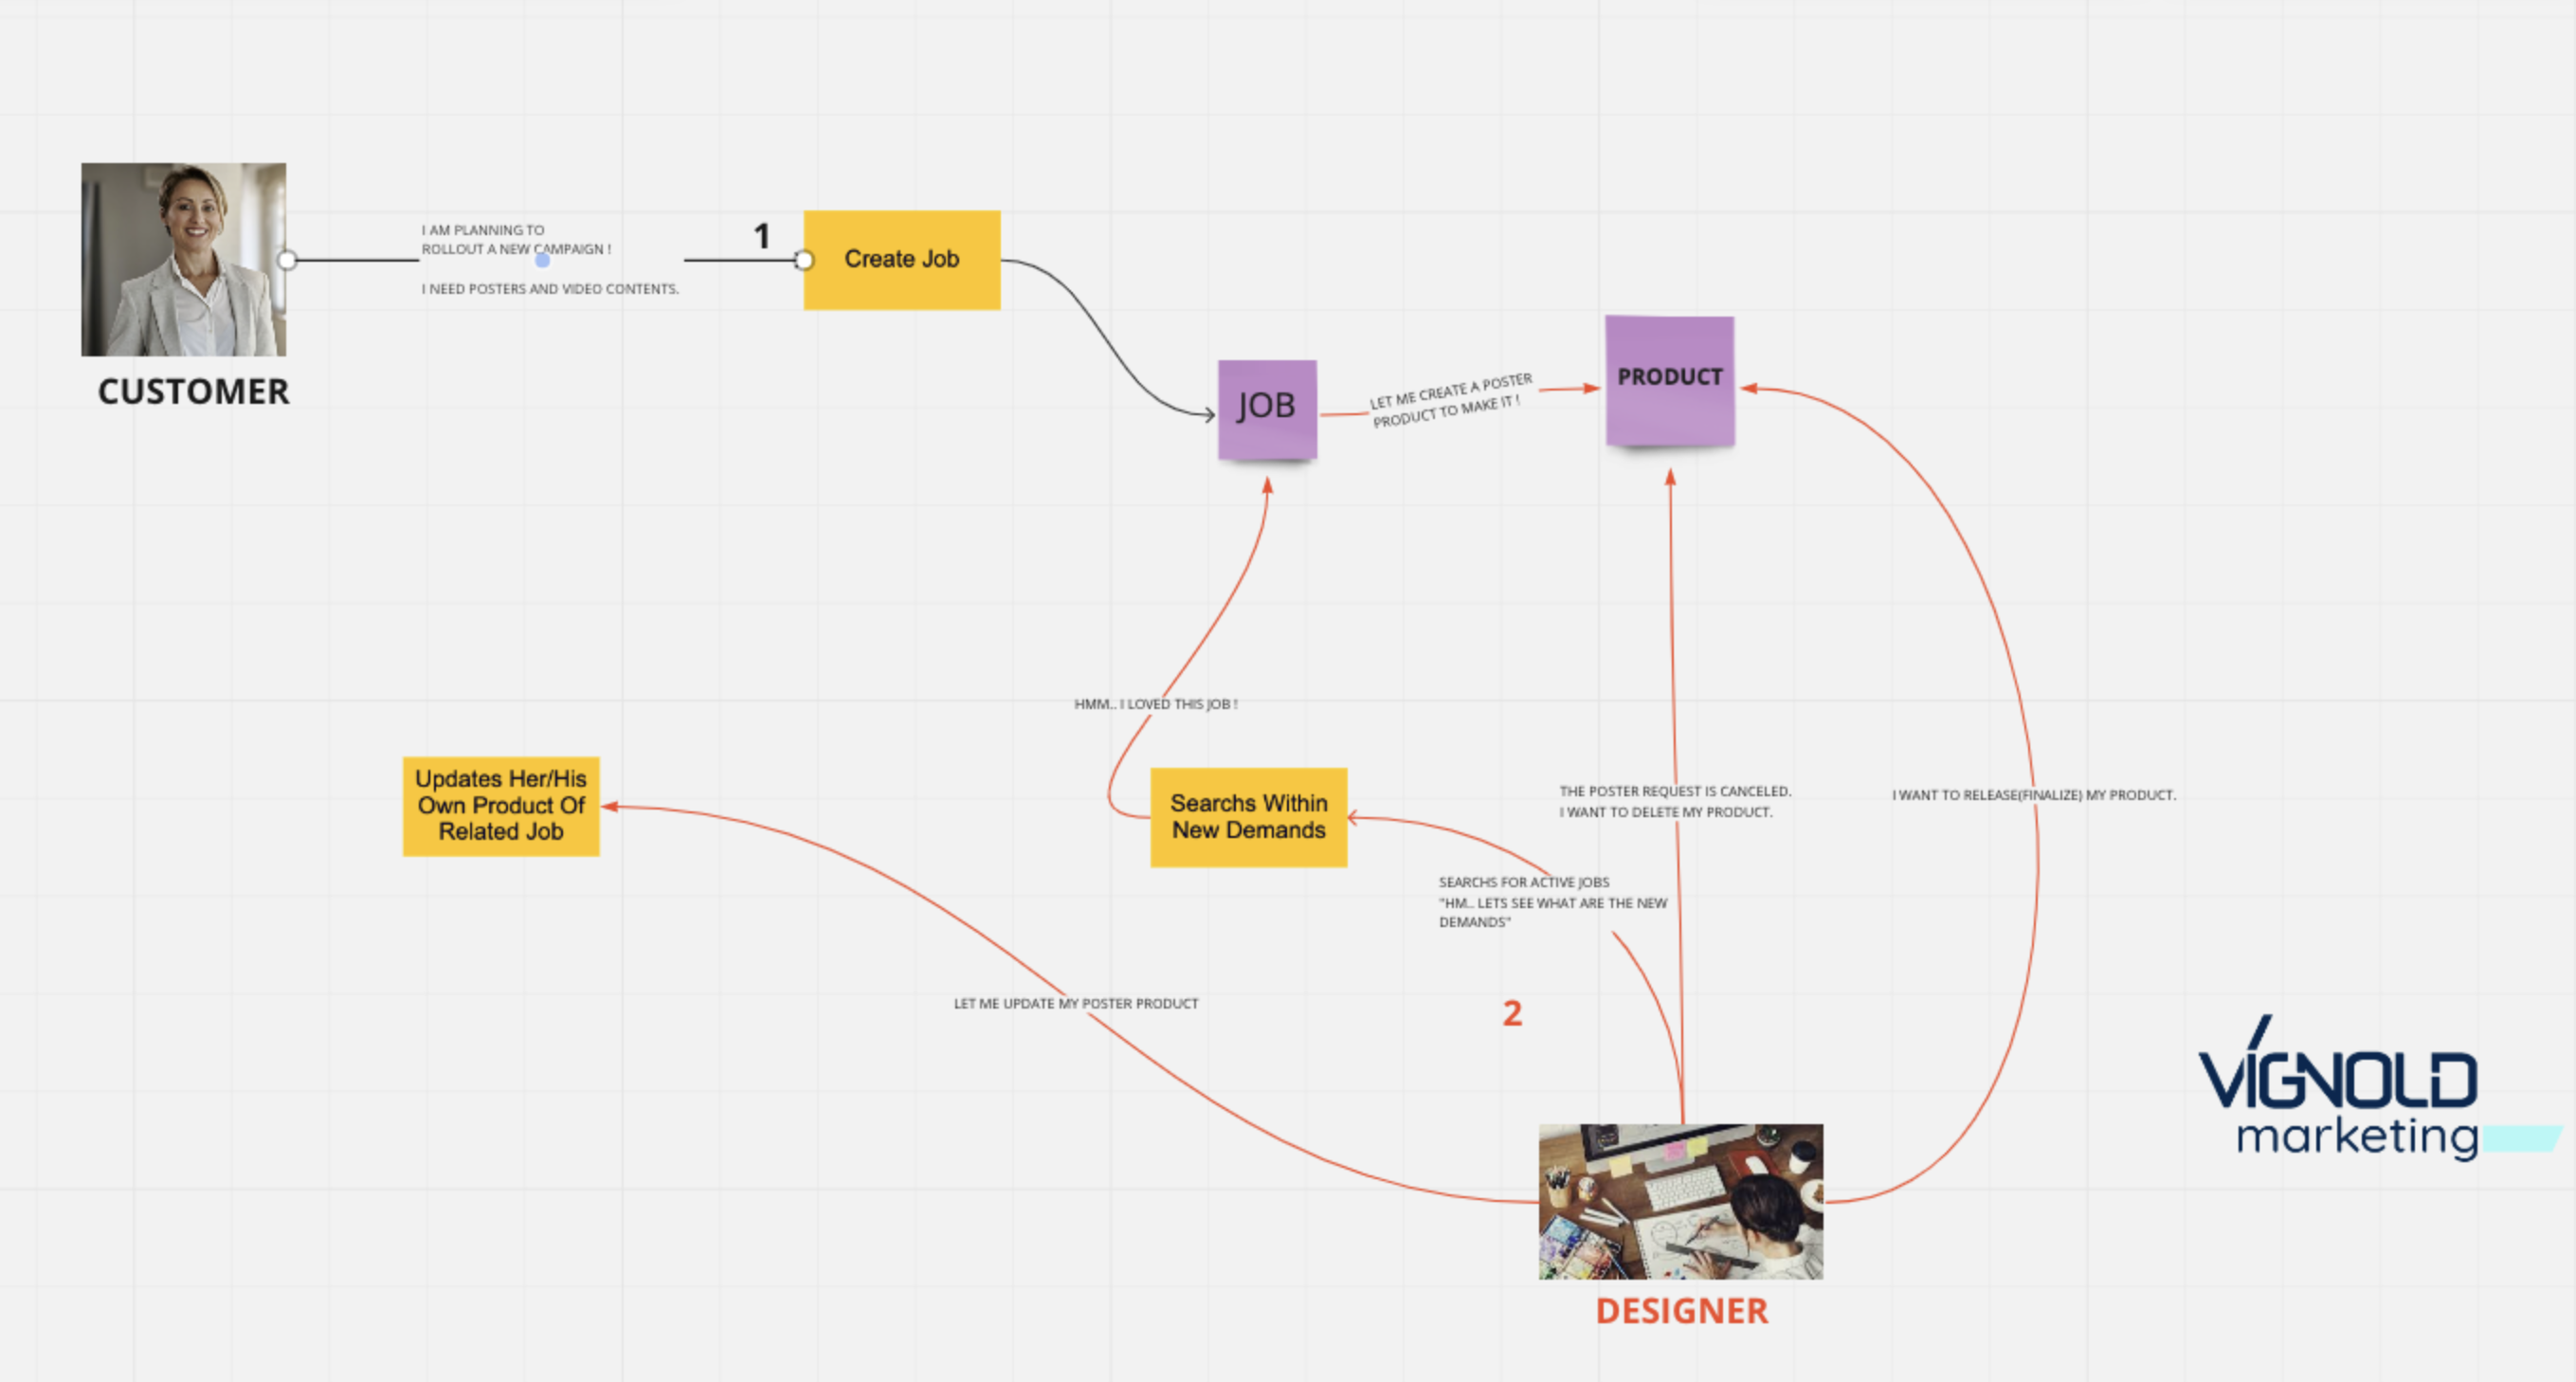 I AM PLANNING TO
ROLLOUT A NEW CAMPAIGN !
I NEED POSTERS AND VIDEO CONTENTS.
1
Create Job
CUSTOMER
JOB
LET ME CREATE A POSTER
PRODUCT TO MAKE IT !
PRODUCT
HMM.. I LOVED THIS JOB !
Updates Her/His
Own Product Of
Related Job
Searchs Within
New Demands
THE POSTER REQUEST IS CANCELED.
I WANT TO DELETE MY PRODUCT.
I WANT TO RELEASE(FINALIZE) MY PRODUCT.
SEARCHS FOR ACTIVE JOBS
"HM.. LETS SEE WHAT ARE THE NEW
DEMANDS"
LET ME UPDATE MY POSTER PRODUCT
2
VIGNOLD
marketing
DESIGNER